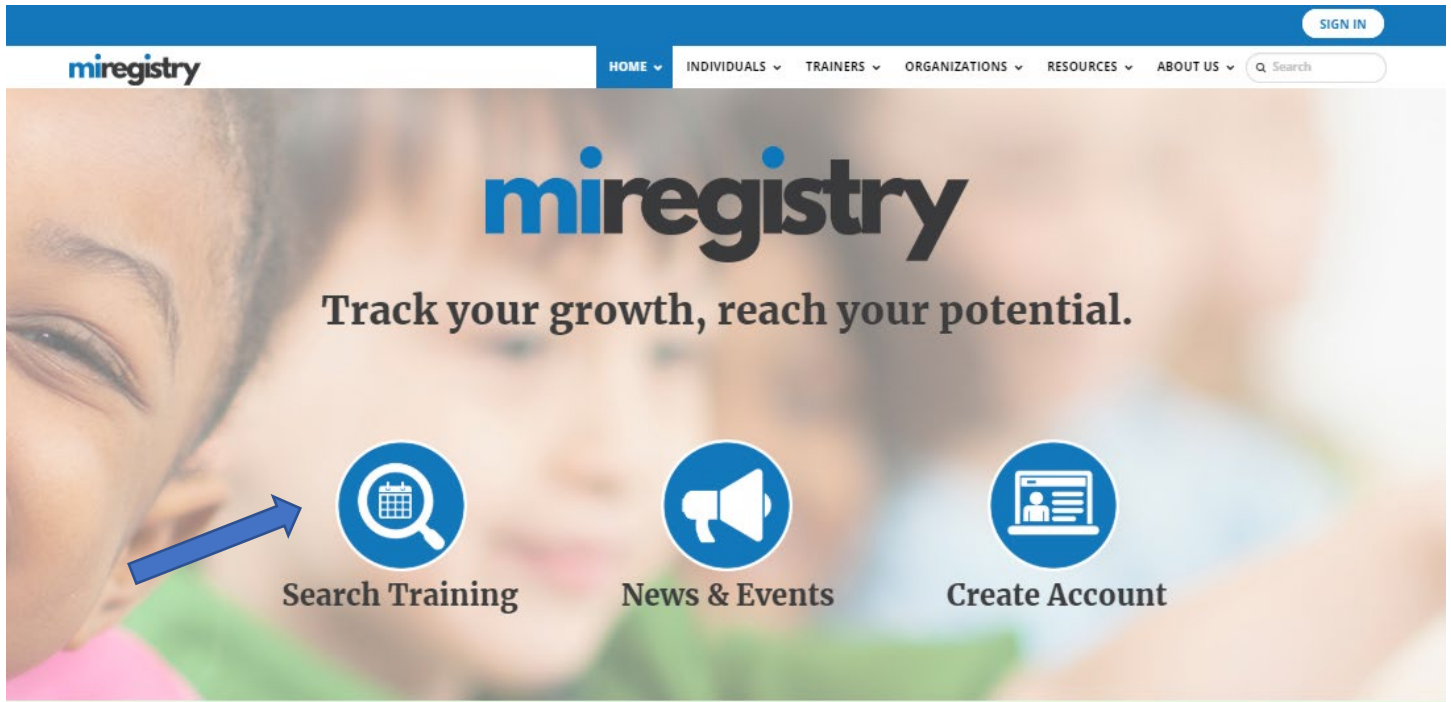 SIGN IN
miregistry
HOME INDIVIDUALS TRAINERS ORGANIZATIONS RESOURCES ABOUT US Search
miregistry
Track your growth, reach your potential.
Search Training News & Events Create Account